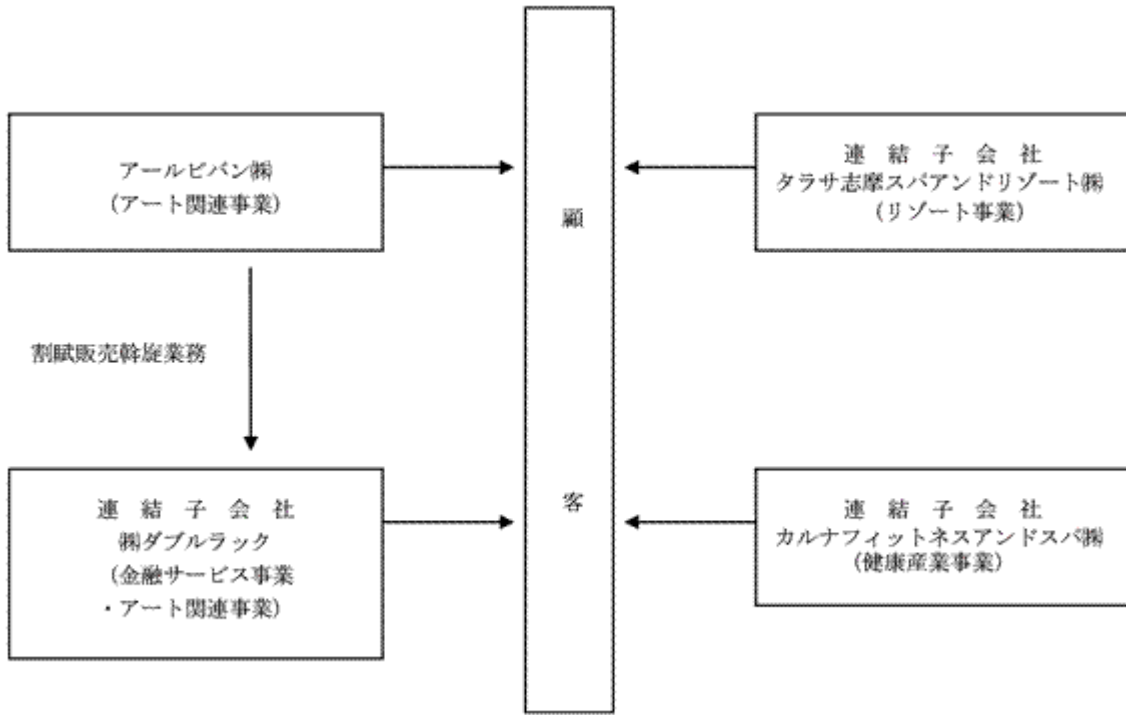 アールビバン㈱
(アート関連事業)
割賦販売斡旋業務
連結子会社
㈱ダブルラック
(金融サービス事業
・アート関連事業)
顧
客
連結子会社
タラサ志摩スパアンドリゾート㈱
(リゾート事業)
連結子会社
カルナフィットネスアンドスパ㈱
(健康産業事業)